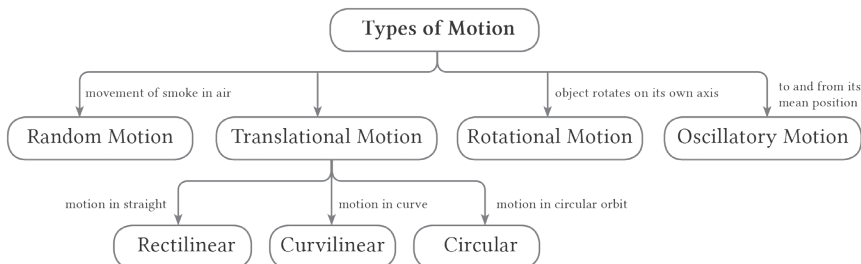 Types of Motion
movement of smoke in air
object rotates on its own axis
to and from its
mean position
Random Motion
Translational Motion
Rotational Motion
Oscillatory Motion
motion in straight
motion in curve
motion in circular orbit
Rectilinear
Curvilinear
Circular